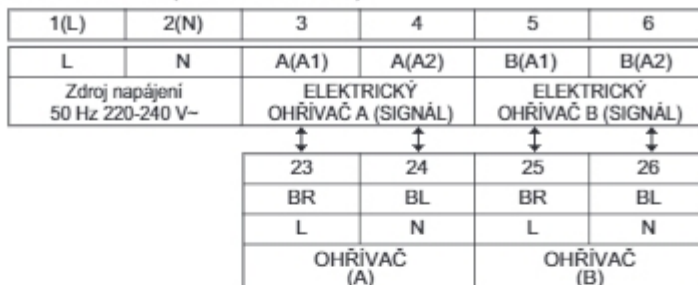 1(L) 2(N) 3 4 5 6
L N A(A1) A(A2) B(A1) B(A2)
Zdroj napájení ELEKTRICKÝ ELEKTRICKÝ
50 Hz 220-240 V~ OHŘÍVAČ A (SIGNÁL) OHŘÍVAČ B (SIGNÁL)
23 24 25 26
BR BL BR BL
L N L N
OHŘÍVAČ OHŘÍVAČ
(A) (B)